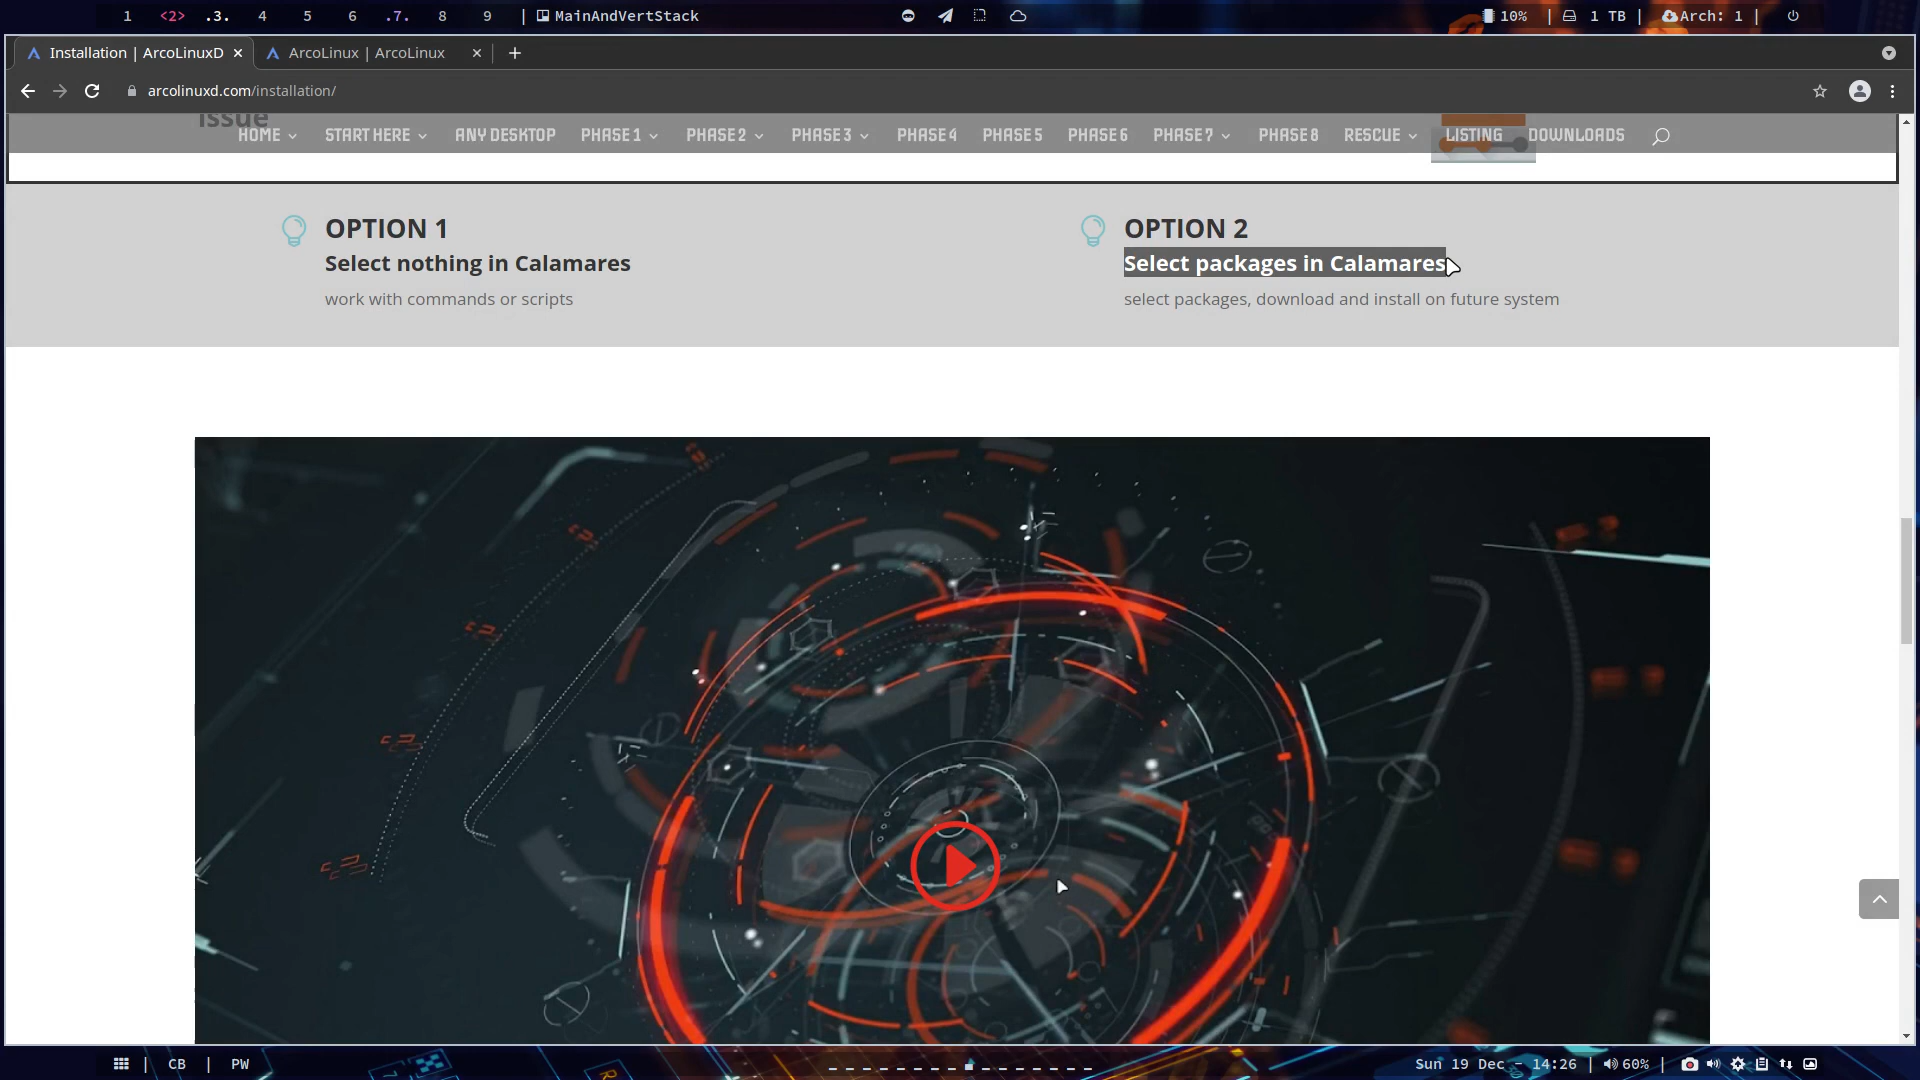 1 <2> .3. 4 5 6 .7. 8 9 | MainAndVertStack
10% | 1 TB | Arch: 1 |
Installation | ArcoLinuxD
ArcoLinux | ArcoLinux
arcolinuxd.com/installation/
issue
HOME START HERE ANY DESKTOP PHASE 1 PHASE 2 PHASE 3 PHASE 4 PHASE 5 PHASE 6 PHASE 7 PHASE 8 RESCUE LISTING DOWNLOADS
OPTION 1
Select nothing in Calamares
work with commands or scripts
OPTION 2
Select packages in Calamares
select packages, download and install on future system
| CB | PW
Sun 19 Dec - 14:26 | 60% |